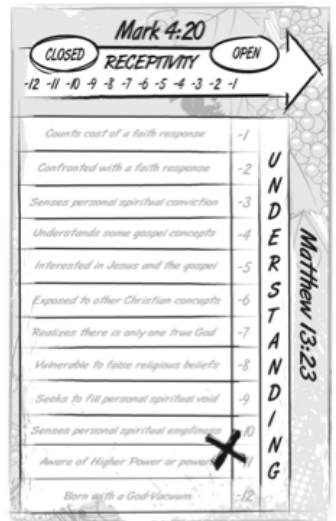 Mark 4:20
CLOSED
OPEN
RECEPTIVITY
-12 -11 -10 -9 -8 -7 -6 -5 -4 -3 -2 -1
Counts cost of a faith response -1
Confronted with a faith response -2
Senses personal spiritual conviction -3
Understands some gospel concepts -4
Interested in Jesus and the gospel -5
Exposed to other Christian concepts -6
Realizes there is only one true God -7
Vulnerable to false religious beliefs -8
Seeks to fill personal spiritual void -9
Senses personal spiritual emptiness -10
Aware of Higher Power or powers
Born with a God-Vacuum -12
UNDERSTANDING
Matthew 13:23